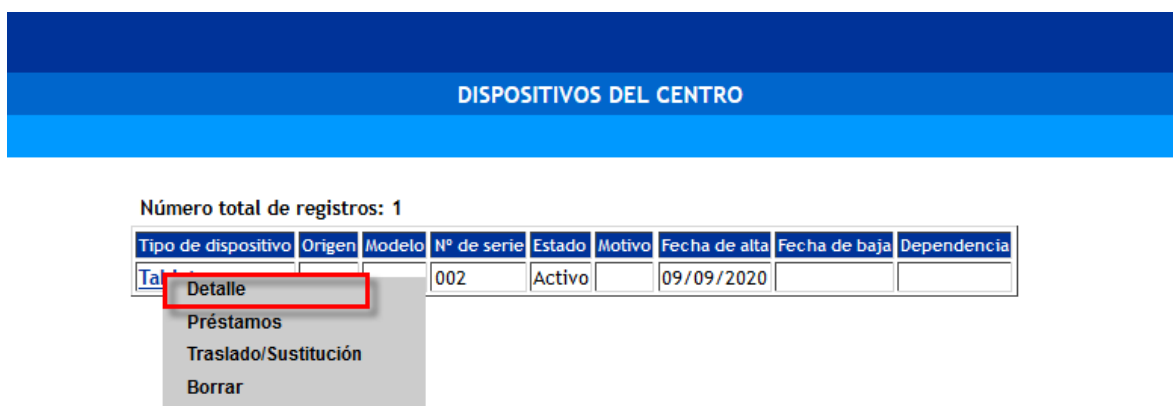 DISPOSITIVOS DEL CENTRO
Número total de registros: 1
Tipo de dispositivo Origen Modelo Nº de serie Estado Motivo Fecha de alta Fecha de baja Dependencia
002 Activo 09/09/2020
Detalle
Préstamos
Traslado/Sustitución
Borrar